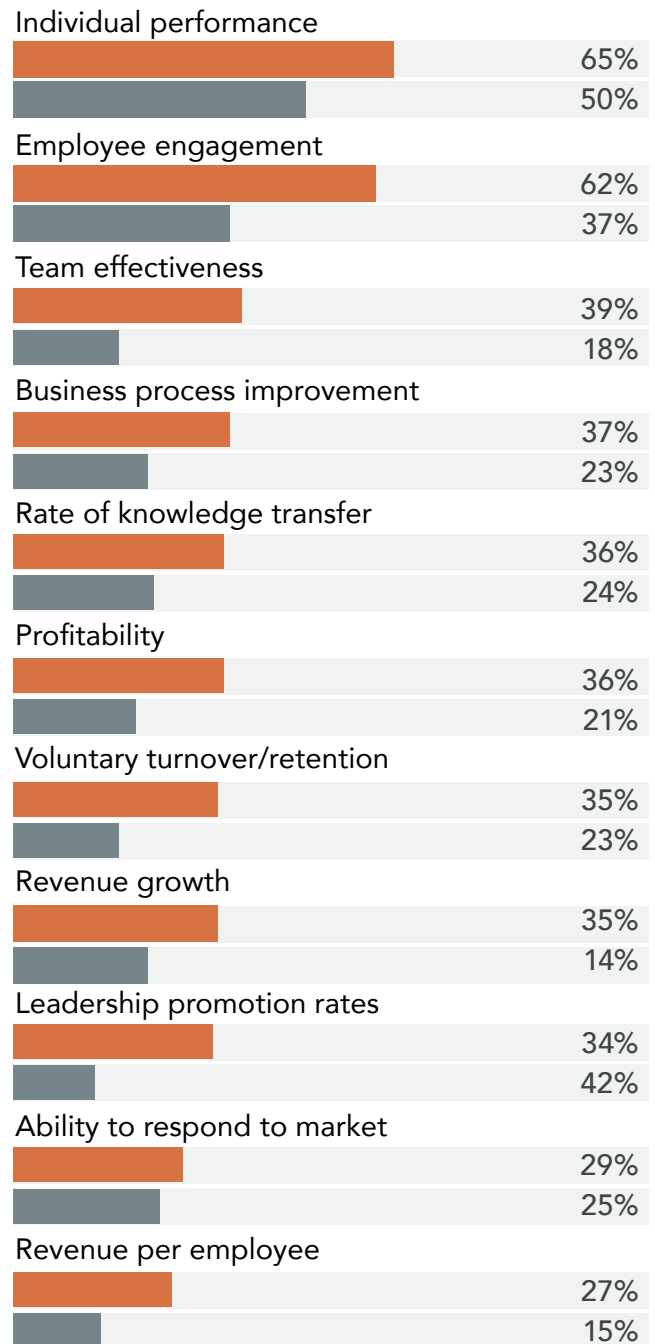 Individual performance
65%
50%
Employee engagement
62%
37%
Team effectiveness
39%
18%
Business process improvement
37%
23%
Rate of knowledge transfer
36%
24%
Profitability
36%
21%
Voluntary turnover/retention
35%
23%
Revenue growth
35%
14%
Leadership promotion rates
34%
42%
Ability to respond to market
29%
25%
Revenue per employee
27%
15%